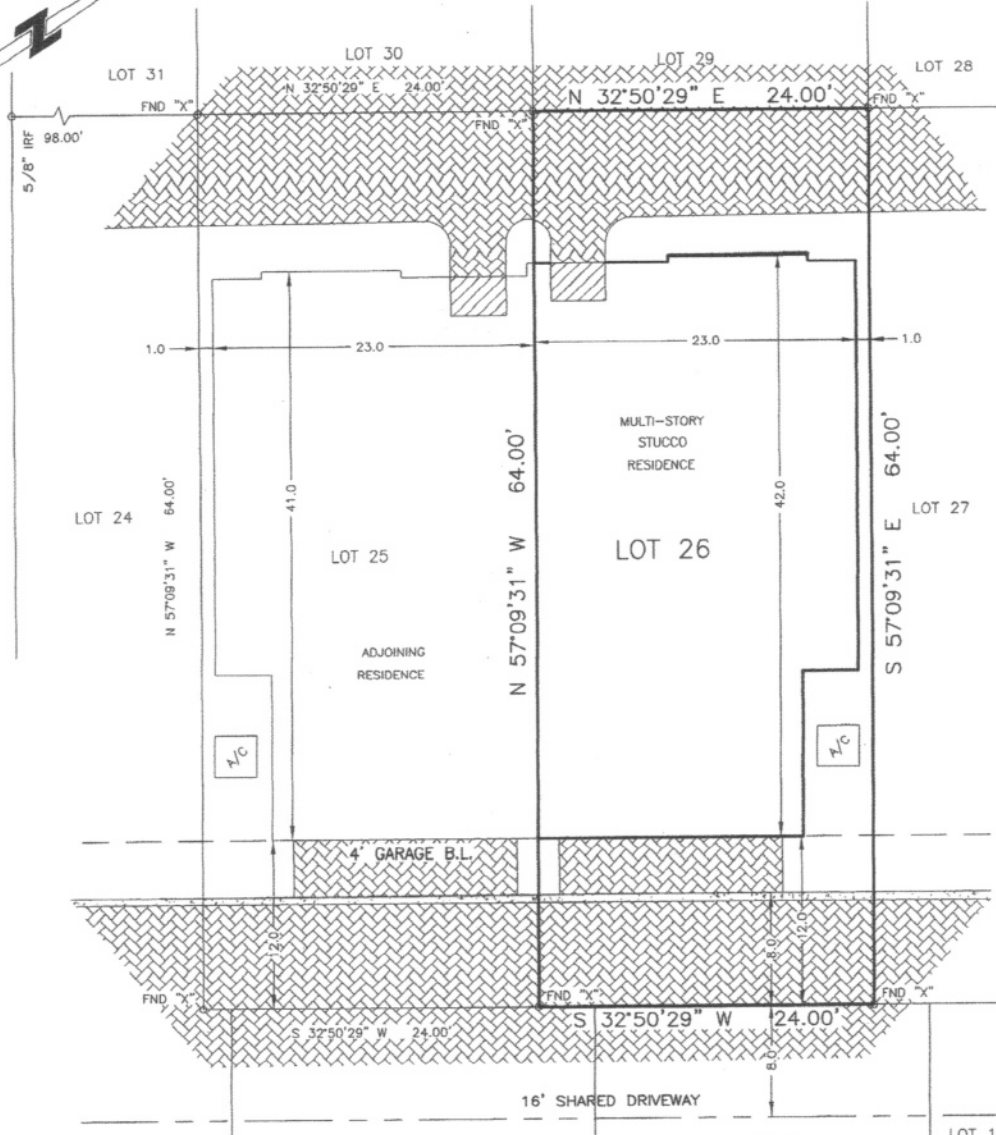 LOT 31
LOT 30
LOT 29
LOT 28
N 32°50'29" E 24.00'
N 32°50'29" E 24.00'
FND "X"
FND "X"
FND "X"
5/8" IRF
98.00'
1.0
23.0
23.0
1.0
MULTI-STORY
STUCCO
RESIDENCE
41.0
42.0
LOT 24
N 57°09'31" W 64.00'
LOT 25
N 57°09'31" W 64.00'
LOT 26
S 57°09'31" E 64.00'
LOT 27
ADJOINING
RESIDENCE
A/C
A/C
4' GARAGE B.L.
12.0
8.0
12.0
FND "X"
FND "X"
FND "X"
S 32°50'29" W 24.00'
S 32°50'29" W 24.00'
8.0
16' SHARED DRIVEWAY